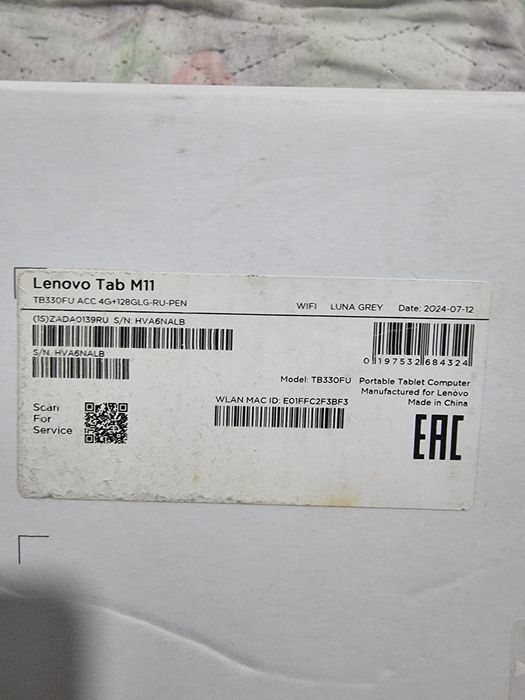 Lenovo Tab M11
TB330FU ACC 4G+128GLG-RU-PEN
WIFI LUNA GREY Date: 2024-07-12
(1S)ZADA0139RU S/N: HVA6NALB
S/N: HVA6NALB
0 197532 684324
Model: TB330FU Portable Tablet Computer
Manufactured for Lenovo
Made in China
WLAN MAC ID: E01FFC2F3BF3
Scan
For
Service
EAC